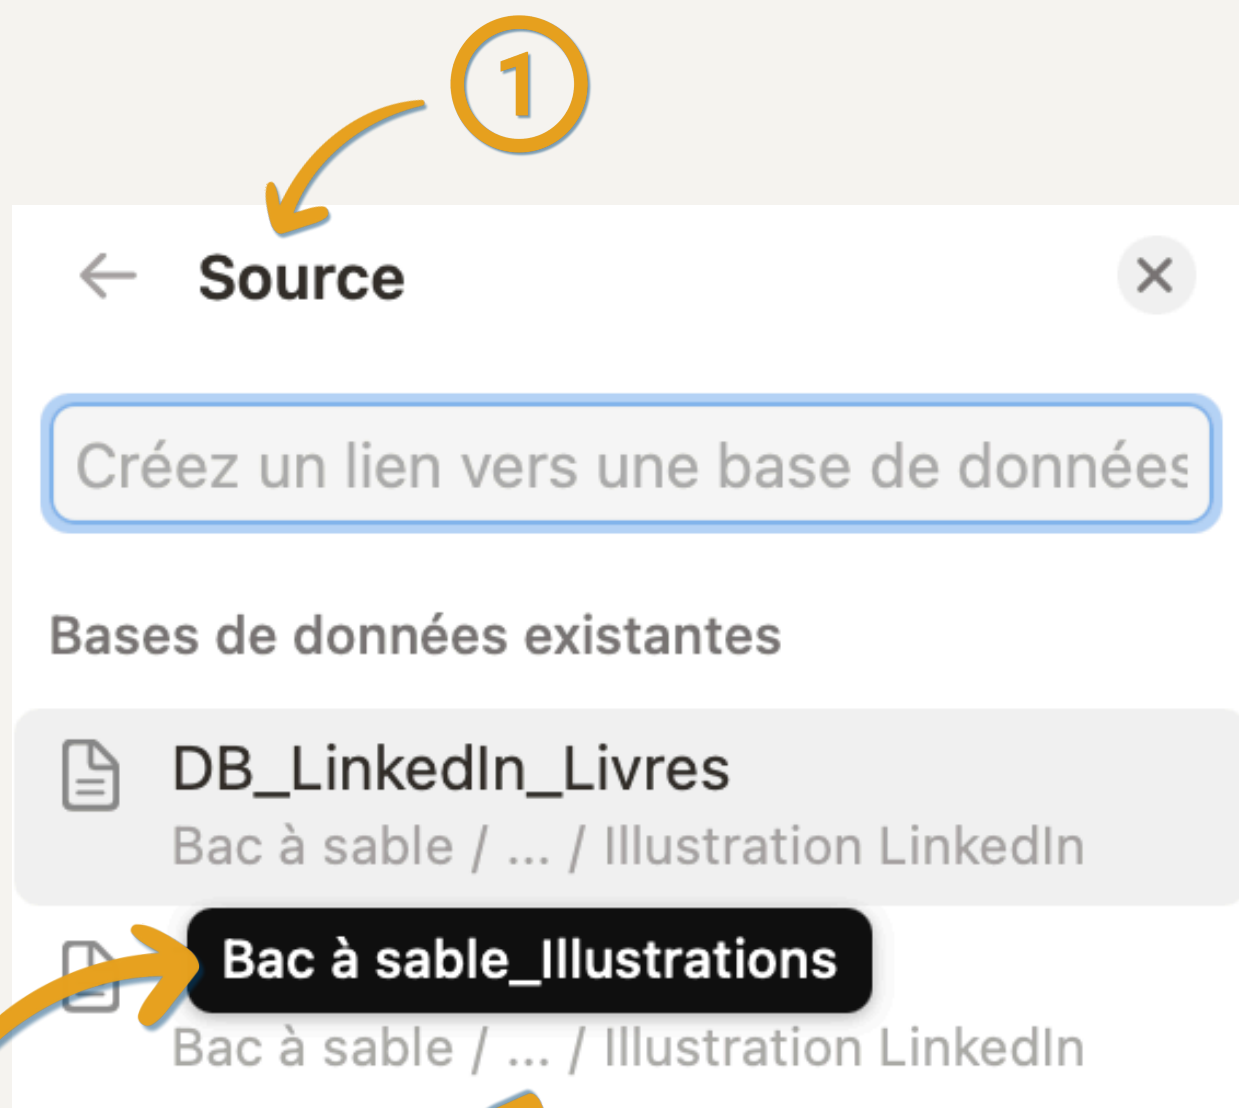 1
Source
Créez un lien vers une base de données
Bases de données existantes
DB_LinkedIn_Livres
Bac à sable / ... / Illustration LinkedIn
Bac à sable_Illustrations
Bac à sable / ... / Illustration LinkedIn